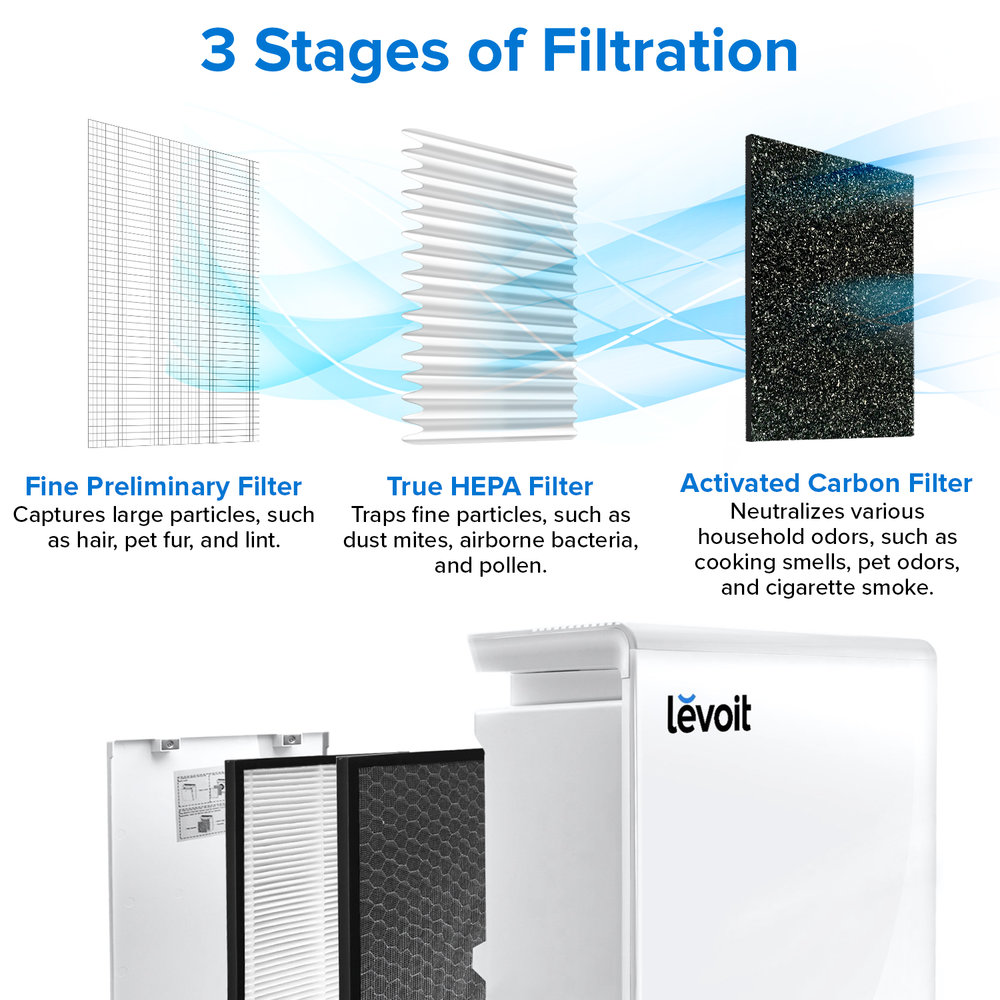 3 Stages of Filtration
Fine Preliminary Filter
Captures large particles, such
as hair, pet fur, and lint.
True HEPA Filter
Traps fine particles, such as
dust mites, airborne bacteria,
and pollen.
Activated Carbon Filter
Neutralizes various
household odors, such as
cooking smells, pet odors,
and cigarette smoke.
lĕvoit